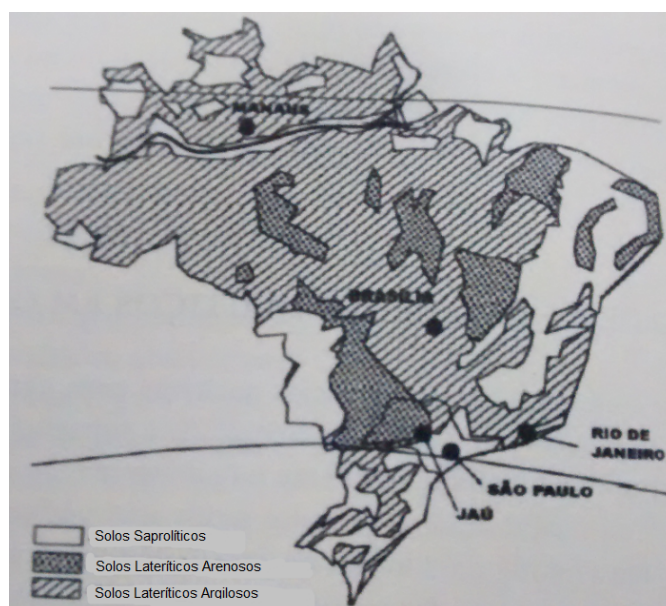 MANAUS
BRASÍLIA
RIO DE
JANEIRO
SÃO PAULO
JAÚ
Solos Saprolíticos
Solos Lateríticos Arenosos
Solos Lateríticos Argilosos